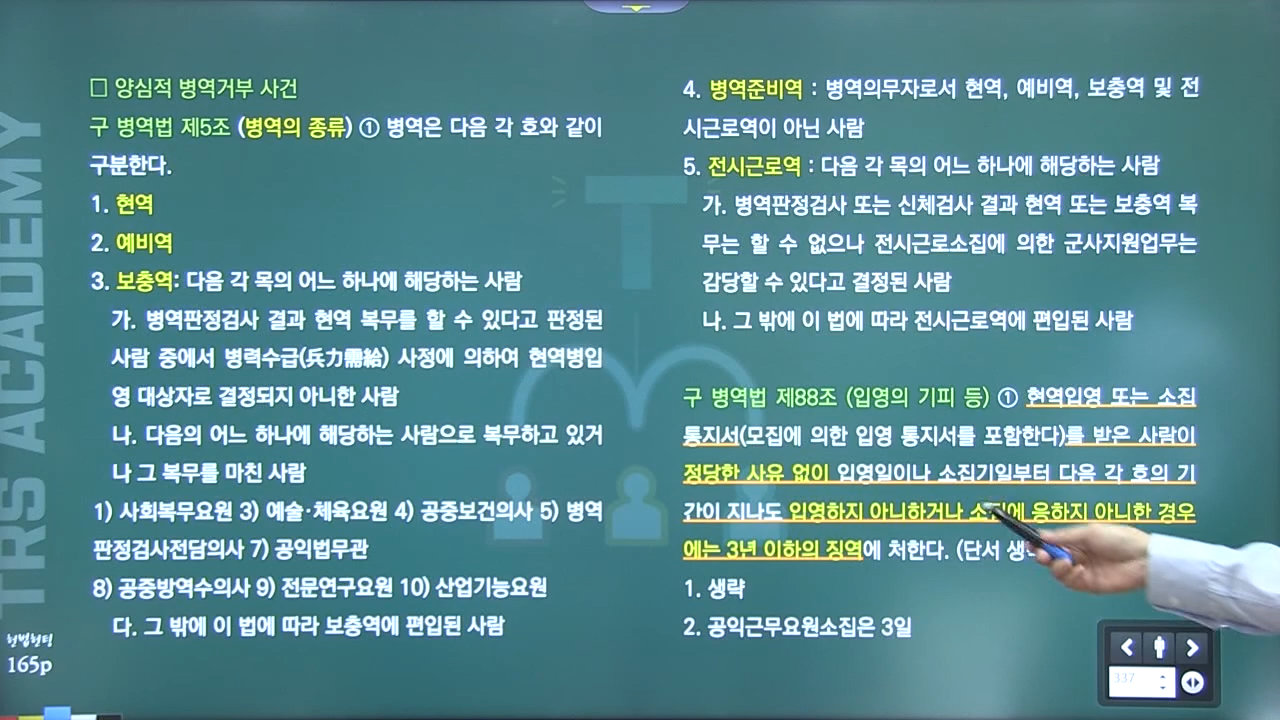 □ 양심적 병역거부 사건
구 병역법 제5조 (병역의 종류) ① 병역은 다음 각 호와 같이
구분한다.
1. 현역
2. 예비역
3. 보충역: 다음 각 목의 어느 하나에 해당하는 사람
가. 병역판정검사 결과 현역 복무를 할 수 있다고 판정된
사람 중에서 병력수급(兵力需給) 사정에 의하여 현역병입
영 대상자로 결정되지 아니한 사람
나. 다음의 어느 하나에 해당하는 사람으로 복무하고 있거
나 그 복무를 마친 사람
1) 사회복무요원 3) 예술·체육요원 4) 공중보건의사 5) 병역
판정검사전담의사 7) 공익법무관
8) 공중방역수의사 9) 전문연구요원 10) 산업기능요원
다. 그 밖에 이 법에 따라 보충역에 편입된 사람
4. 병역준비역 : 병역의무자로서 현역, 예비역, 보충역 및 전
시근로역이 아닌 사람
5. 전시근로역 : 다음 각 목의 어느 하나에 해당하는 사람
가. 병역판정검사 또는 신체검사 결과 현역 또는 보충역 복
무는 할 수 없으나 전시근로소집에 의한 군사지원업무는
감당할 수 있다고 결정된 사람
나. 그 밖에 이 법에 따라 전시근로역에 편입된 사람
구 병역법 제88조 (입영의 기피 등) ① 현역입영 또는 소집
통지서(모집에 의한 입영 통지서를 포함한다)를 받은 사람이
정당한 사유 없이 입영일이나 소집기일부터 다음 각 호의 기
간이 지나도 입영하지 아니하거나 소집에 응하지 아니한 경우
에는 3년 이하의 징역에 처한다. (단서 생
1. 생략
2. 공익근무요원소집은 3일
TRS ACADEMY
헌법헌터
165p
337